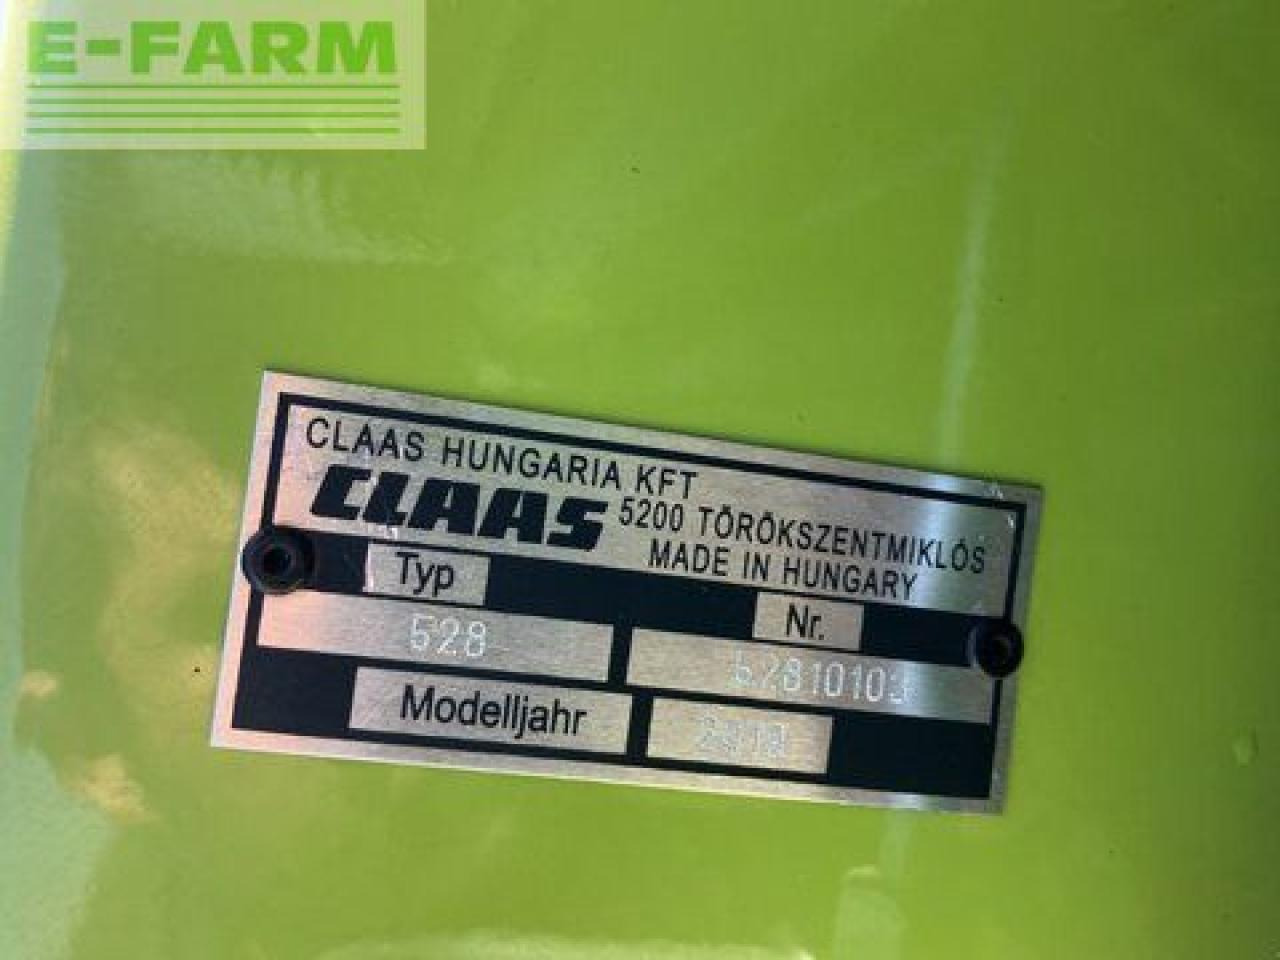 E-FARM
CLAAS HUNGARIA KFT
CLAAS 5200 TÖRÖKSZENTMIKLÓS
MADE IN HUNGARY
Typ
Nr.
528
Modelljahr